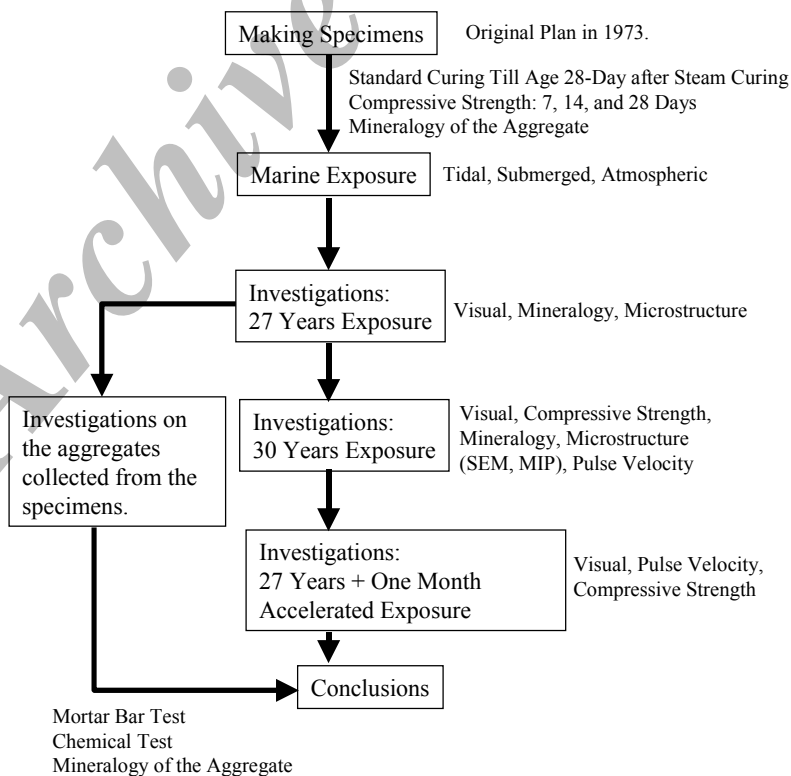 Making Specimens
Original Plan in 1973.
Standard Curing Till Age 28-Day after Steam Curing
Compressive Strength: 7, 14, and 28 Days
Mineralogy of the Aggregate
Marine Exposure
Tidal, Submerged, Atmospheric
Investigations:
27 Years Exposure
Visual, Mineralogy, Microstructure
Investigations on
the aggregates
collected from the
specimens.
Investigations:
30 Years Exposure
Visual, Compressive Strength,
Mineralogy, Microstructure
(SEM, MIP), Pulse Velocity
Investigations:
27 Years + One Month
Accelerated Exposure
Visual, Pulse Velocity,
Compressive Strength
Conclusions
Mortar Bar Test
Chemical Test
Mineralogy of the Aggregate
Archive